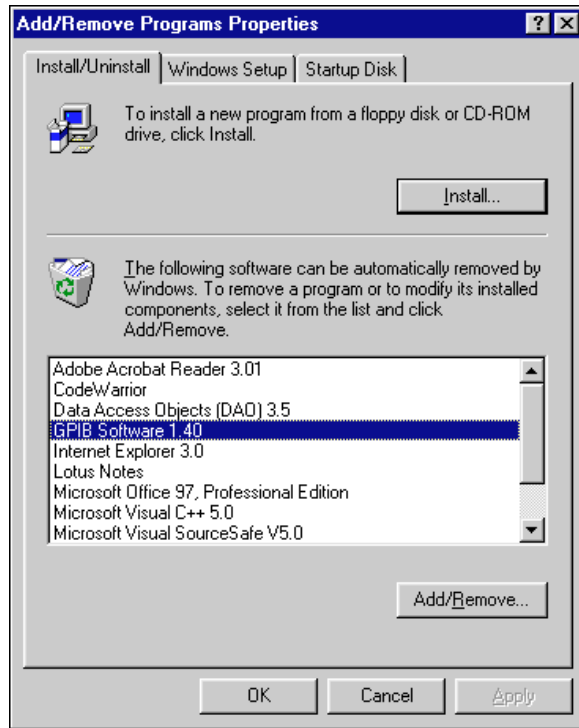 Add/Remove Programs Properties
Install/Uninstall Windows Setup Startup Disk
To install a new program from a floppy disk or CD-ROM
drive, click Install.
Install...
The following software can be automatically removed by
Windows. To remove a program or to modify its installed
components, select it from the list and click
Add/Remove.
Adobe Acrobat Reader 3.01
CodeWarrior
Data Access Objects (DAO) 3.5
GPIB Software 1.40
Internet Explorer 3.0
Lotus Notes
Microsoft Office 97, Professional Edition
Microsoft Visual C++ 5.0
Microsoft Visual SourceSafe V5.0
Add/Remove...
OK Cancel Apply